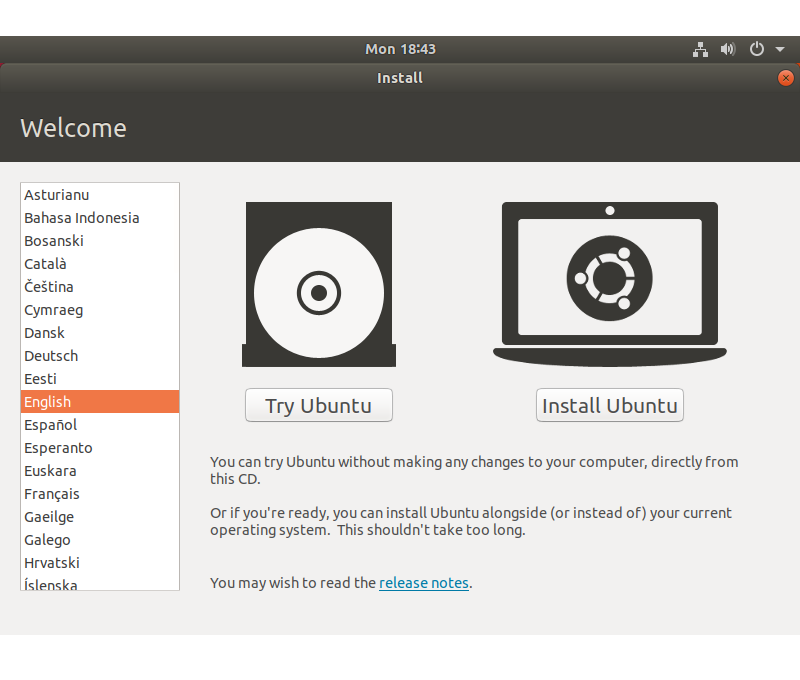 Mon 18:43
Install
Welcome
Asturianu
Bahasa Indonesia
Bosanski
Català
Čeština
Cymraeg
Dansk
Deutsch
Eesti
English
Español
Esperanto
Euskara
Français
Gaeilge
Galego
Hrvatski
Íslenska
Try Ubuntu
Install Ubuntu
You can try Ubuntu without making any changes to your computer, directly from
this CD.
Or if you're ready, you can install Ubuntu alongside (or instead of) your current
operating system.  This shouldn't take too long.
You may wish to read the release notes.